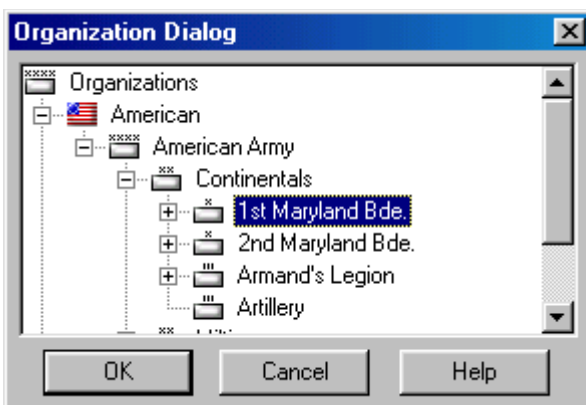 Organization Dialog
Organizations
American
American Army
Continentals
1st Maryland Bde.
2nd Maryland Bde.
Armand's Legion
Artillery
OK Cancel Help